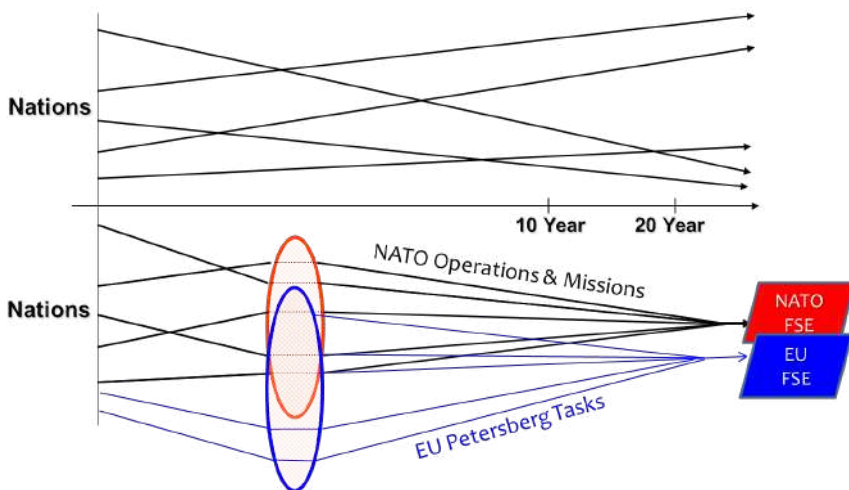 Nations
10 Year
20 Year
NATO Operations & Missions
Nations
NATO
FSE
EU
FSE
EU Petersberg Tasks